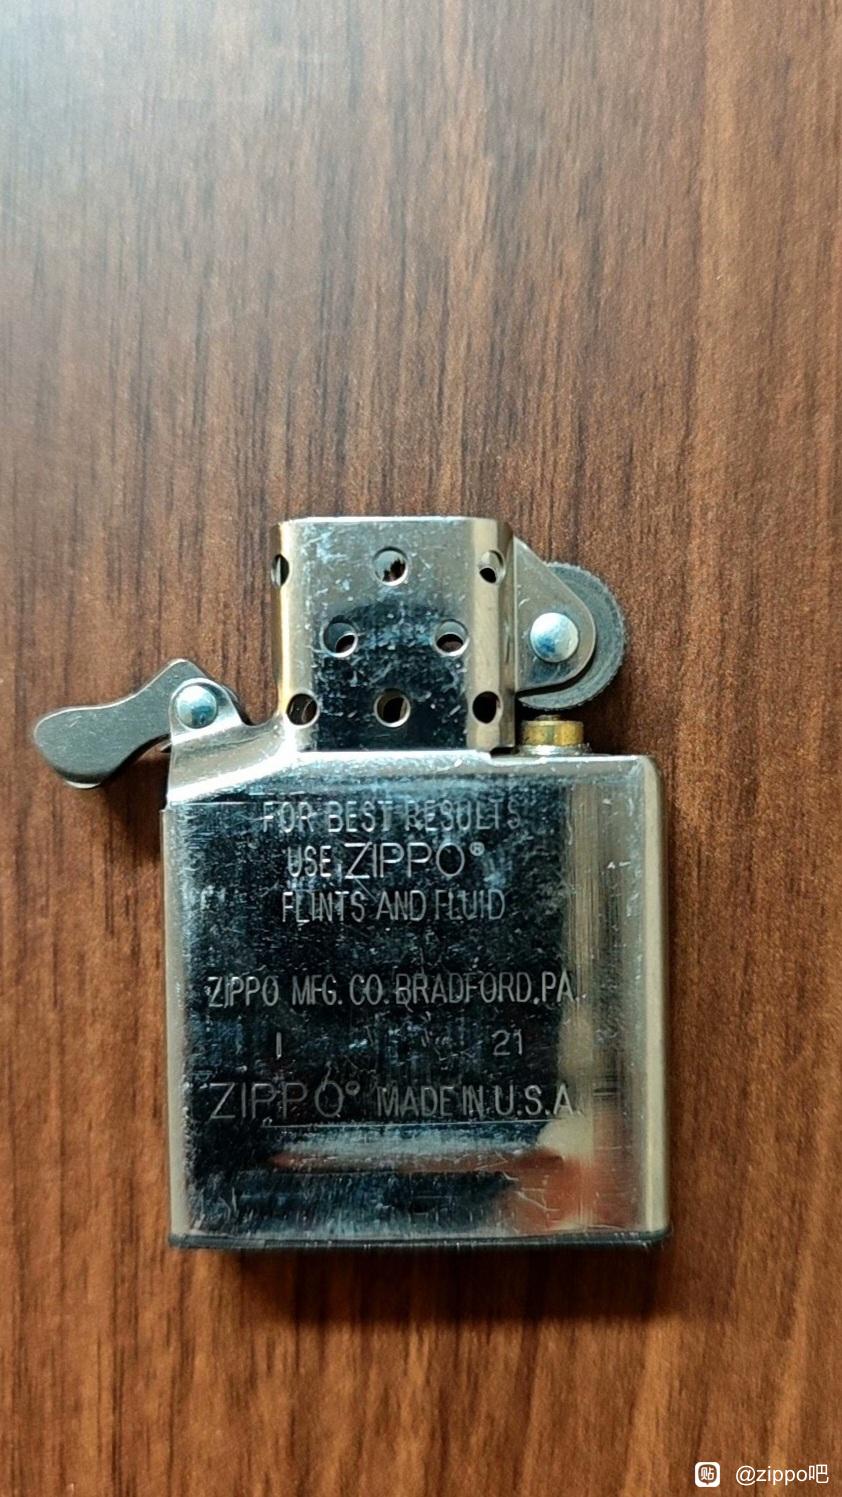 FOR BEST RESULTS
USE ZIPPO®
FLINTS AND FLUID
ZIPPO MFG. CO. BRADFORD, PA.
I 21
ZIPPO® MADE IN U.S.A.
贴 @zippo吧